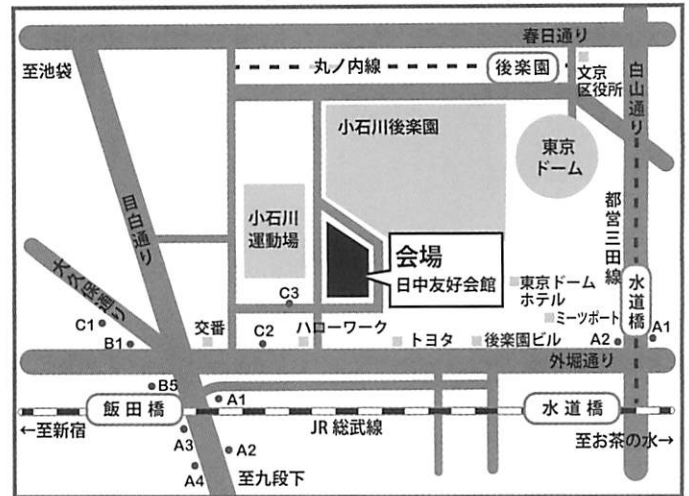 春日通り
至池袋
丸ノ内線
後楽園
文京
区役所
白山通り
小石川後楽園
東京
ドーム
目白通り
小石川
運動場
都営三田線
大久保通り
会場
日中友好会館
C3
東京ドーム
ホテル
水道橋
C1
交番
C2
ハローワーク
ミーツポート
B1
トヨタ
後楽園ビル
A2
A1
外堀通り
B5
A1
飯田橋
水道橋
←至新宿
A3
JR 総武線
至お茶の水→
A2
A4
至九段下